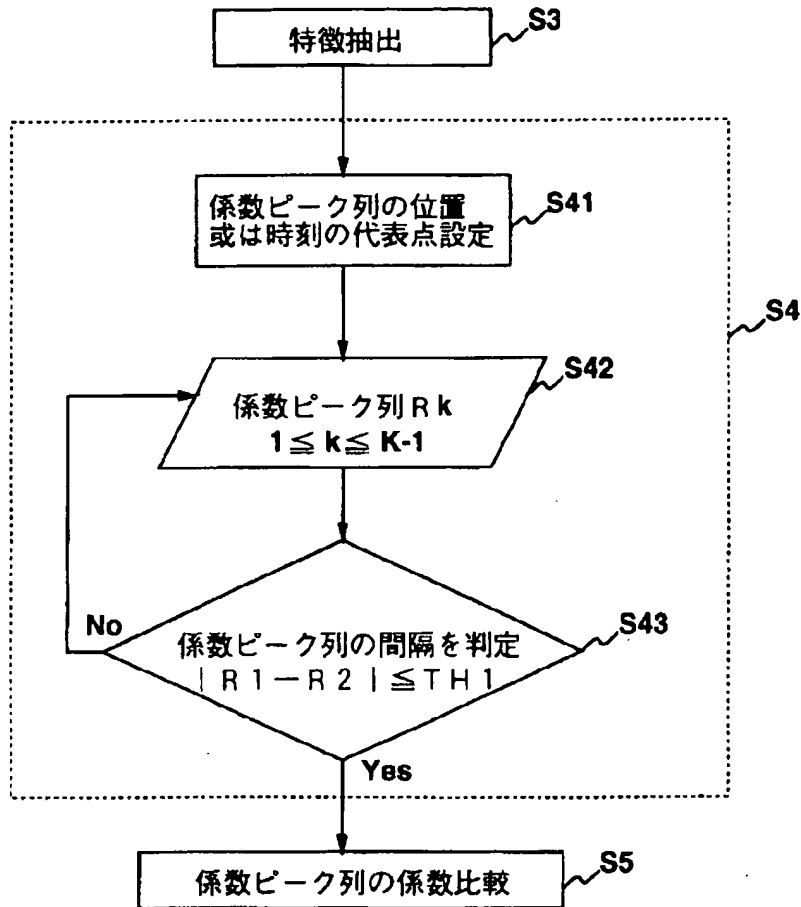 特徴抽出
S3
係数ピーク列の位置
或は時刻の代表点設定
S41
S4
係数ピーク列Rk
1≦k≦K-1
S42
No
係数ピーク列の間隔を判定
|R1-R2|≦TH1
S43
Yes
係数ピーク列の係数比較
S5